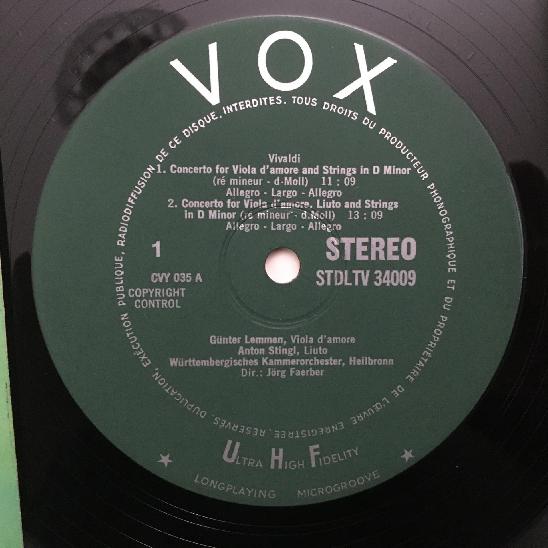 VOX
DUPLICATION, EXÉCUTION PUBLIQUE, RADIODIFFUSION DE CE DISQUE, INTERDITES. TOUS DROITS DU PRODUCTEUR PHONOGRAPHIQUE ET DU PROPRIETAIRE DE L'ŒUVRE ENREGISTRÉE, RÉSERVÉS.
Vivaldi
1. Concerto for Viola d'amore and Strings in D Minor
(ré mineur - d-Moll) 11 : 09
Allegro - Largo - Allegro
2. Concerto for Viola d'amore, Liuto and Strings
in D Minor (ré mineur - d.Moll) 13 : 09
Allegro - Largo - Allegro
1
STEREO
CVY 035 A
STDLTV 34009
COPYRIGHT
CONTROL
Günter Lemmen, Viola d'amore
Anton Stingl, Liuto
Württembergisches Kammerorchester, Heilbronn
Dir.: Jörg Faerber
ULTRA HIGH FIDELITY
LONGPLAYING MICROGROOVE